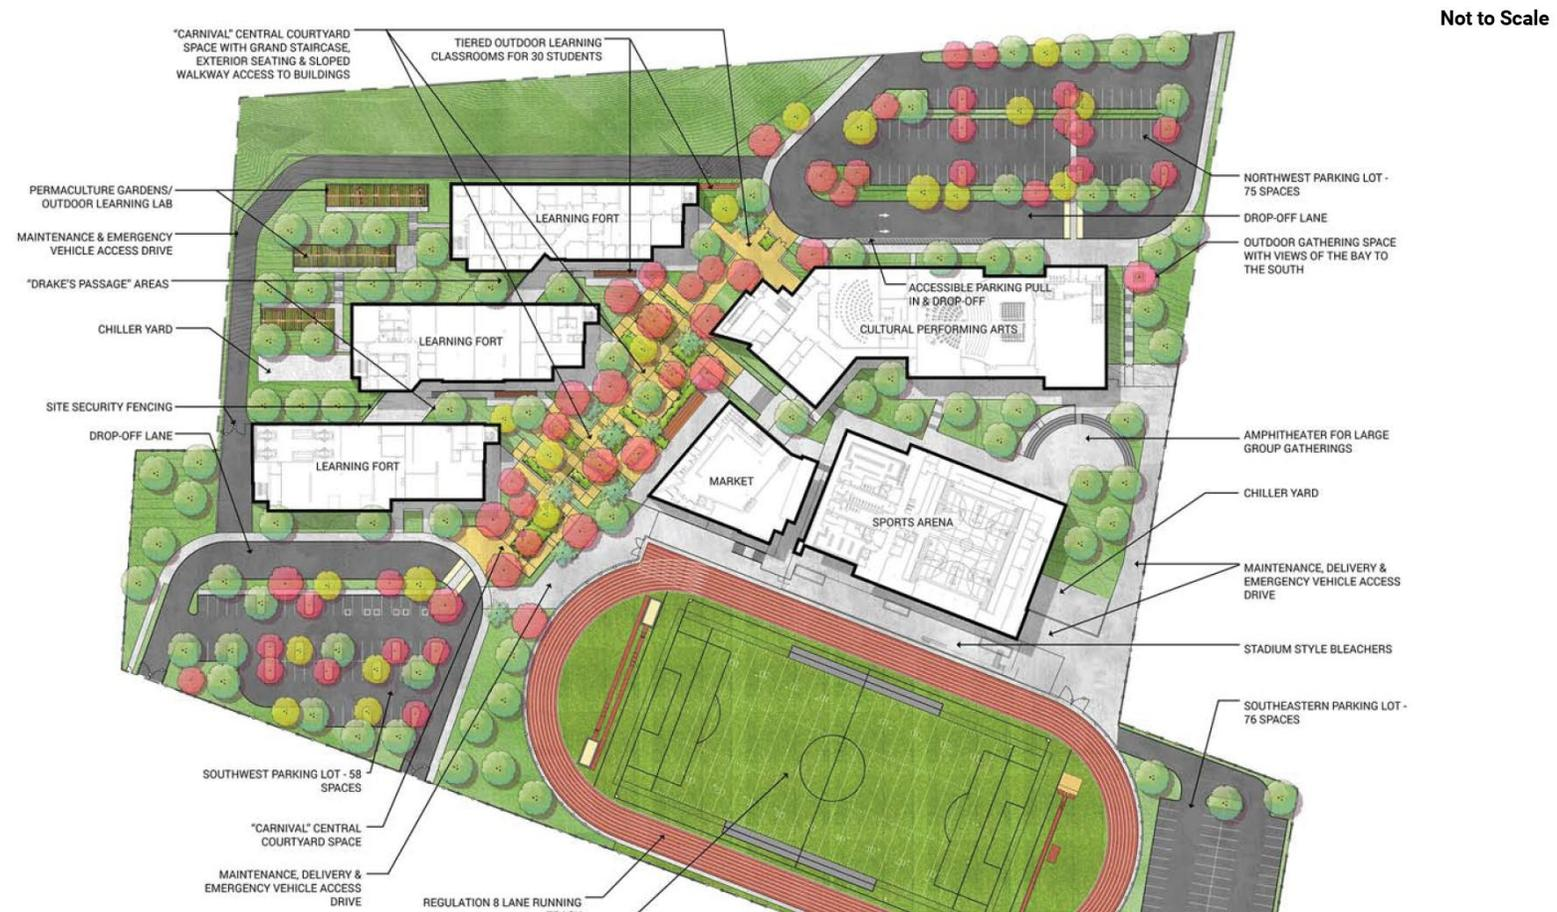 Not to Scale
"CARNIVAL" CENTRAL COURTYARD
SPACE WITH GRAND STAIRCASE,
EXTERIOR SEATING & SLOPED
WALKWAY ACCESS TO BUILDINGS
TIERED OUTDOOR LEARNING
CLASSROOMS FOR 30 STUDENTS
PERMACULTURE GARDENS/
OUTDOOR LEARNING LAB
MAINTENANCE & EMERGENCY
VEHICLE ACCESS DRIVE
"DRAKE'S PASSAGE" AREAS
CHILLER YARD
SITE SECURITY FENCING
DROP-OFF LANE
LEARNING FORT
LEARNING FORT
LEARNING FORT
ACCESSIBLE PARKING PULL
IN & DROP-OFF
CULTURAL PERFORMING ARTS
MARKET
SPORTS ARENA
NORTHWEST PARKING LOT -
75 SPACES
DROP-OFF LANE
OUTDOOR GATHERING SPACE
WITH VIEWS OF THE BAY TO
THE SOUTH
AMPHITHEATER FOR LARGE
GROUP GATHERINGS
CHILLER YARD
MAINTENANCE, DELIVERY &
EMERGENCY VEHICLE ACCESS
DRIVE
STADIUM STYLE BLEACHERS
SOUTHEASTERN PARKING LOT -
76 SPACES
SOUTHWEST PARKING LOT - 58
SPACES
"CARNIVAL" CENTRAL
COURTYARD SPACE
MAINTENANCE, DELIVERY &
EMERGENCY VEHICLE ACCESS
DRIVE
REGULATION 8 LANE RUNNING